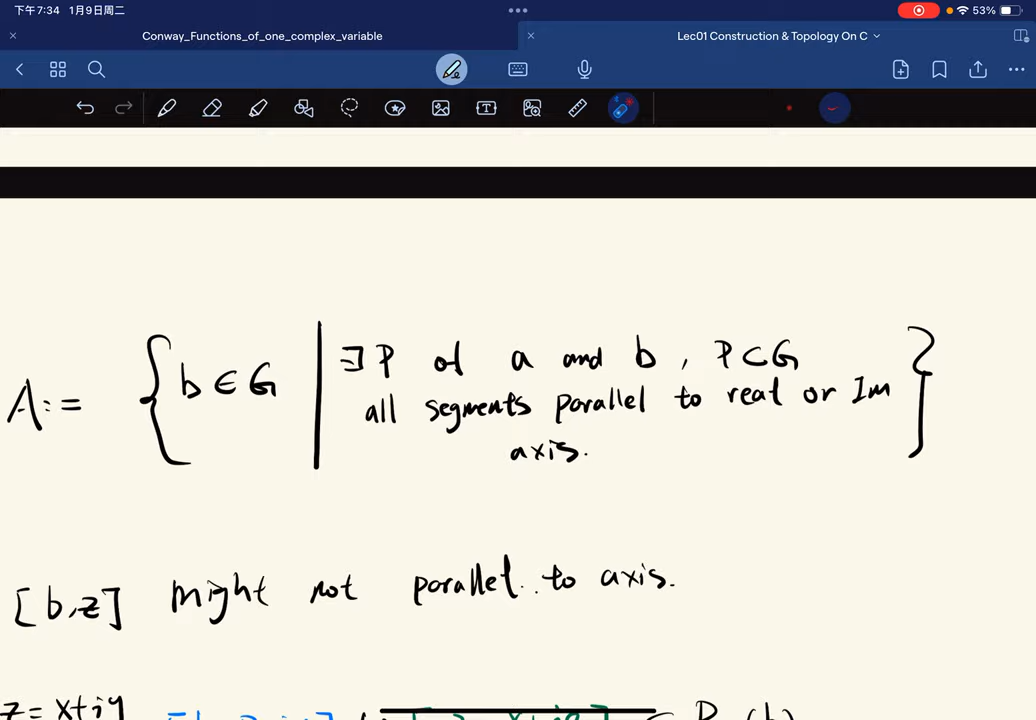 下午7:34 1月9日周二
53%
Conway_Functions_of_one_complex_variable
Lec01 Construction & Topology On C
A := { b ∈ G | ∃ P of a and b , P ⊂ G
all segments parallel to real or Im
axis. }
[b,z] might not parallel to axis.
z = x+iy